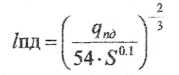 lпд = (qпд / 54·S^0.1)^-2/3